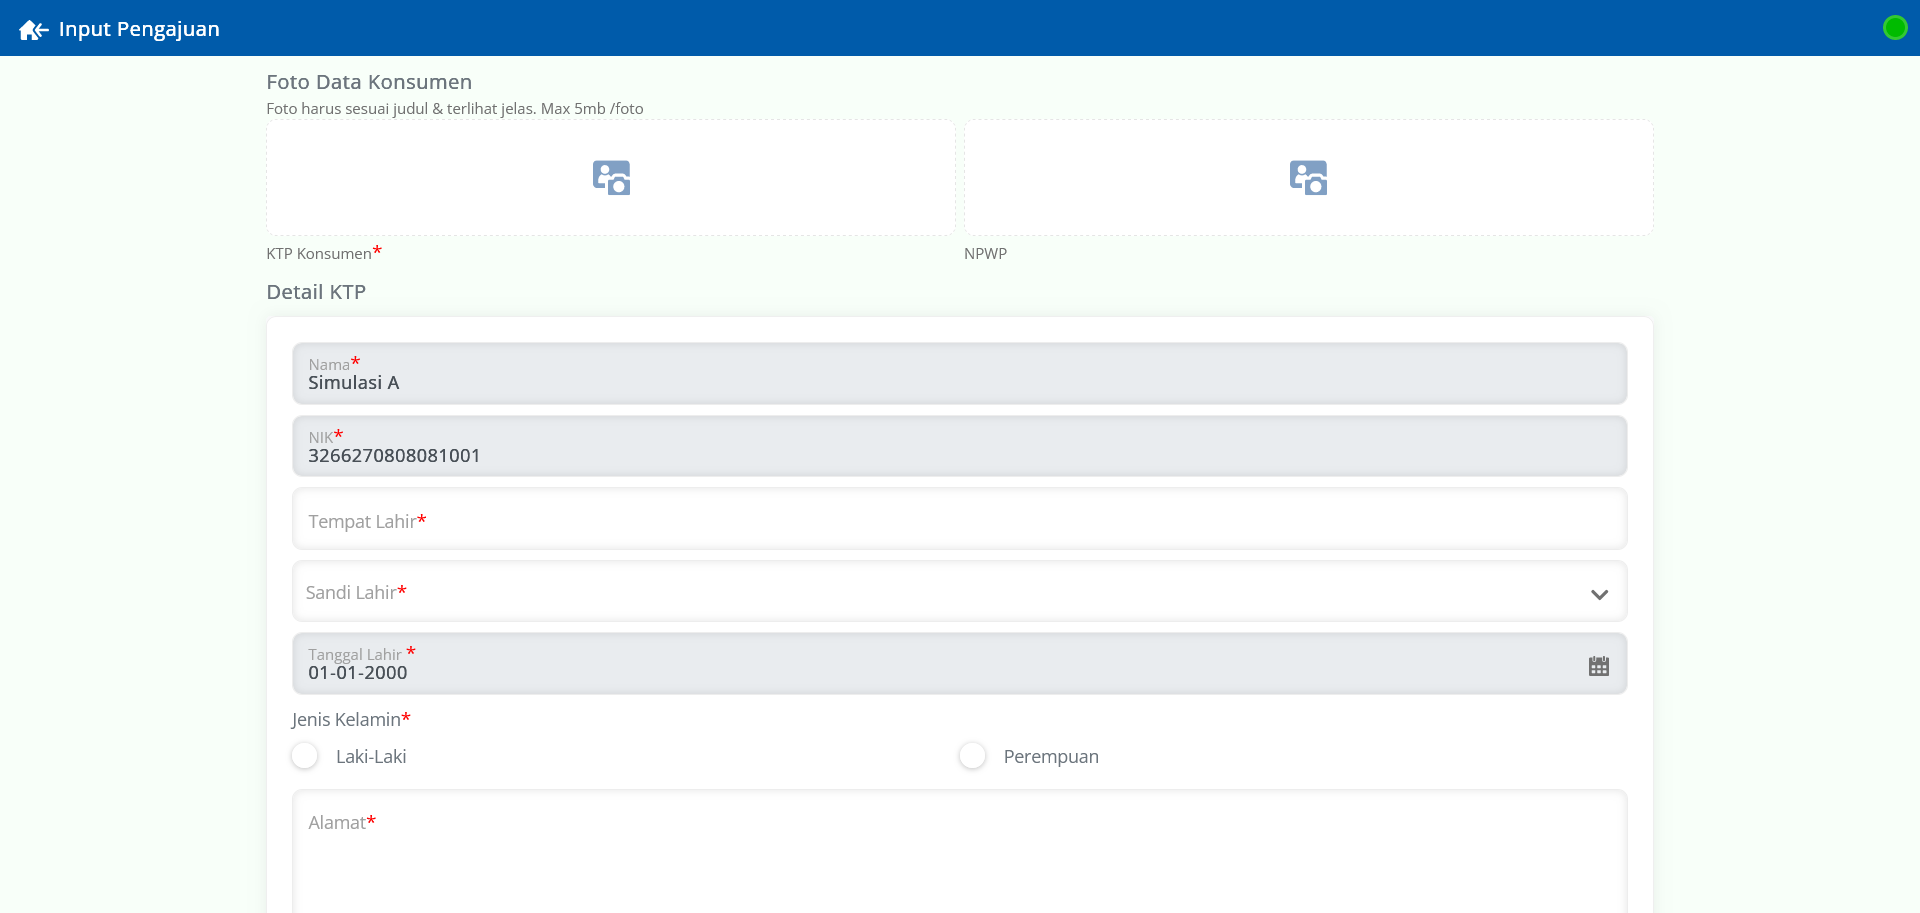 Input Pengajuan
Foto Data Konsumen
Foto harus sesuai judul & terlihat jelas. Max 5mb /foto
KTP Konsumen*
NPWP
Detail KTP
Nama*
Simulasi A
NIK*
3266270808081001
Tempat Lahir*
Sandi Lahir*
Tanggal Lahir *
01-01-2000
Jenis Kelamin*
Laki-Laki
Perempuan
Alamat*